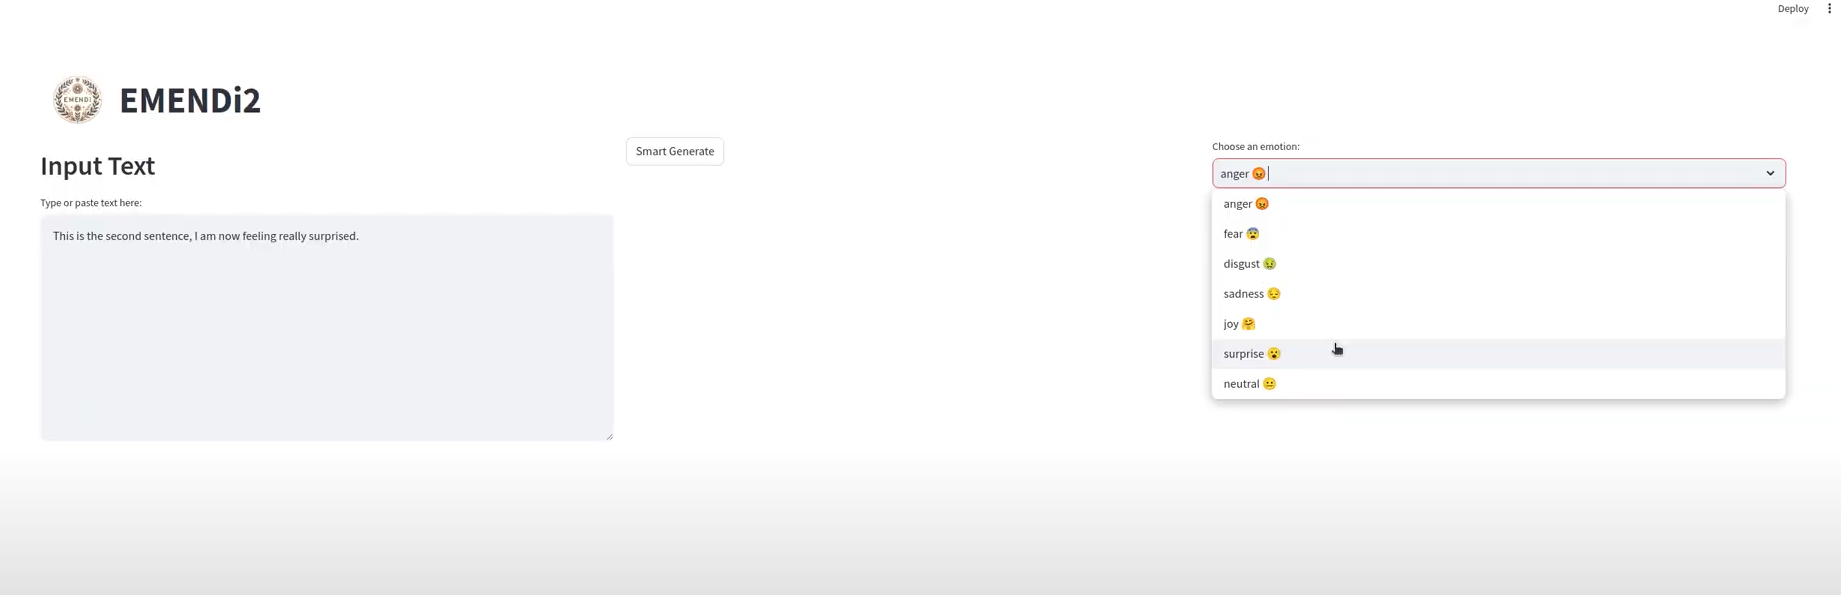 Deploy
EMENDI
EMENDi2
Input Text
Type or paste text here:
This is the second sentence, I am now feeling really surprised.
Smart Generate
Choose an emotion:
anger 😡
anger 😡
fear 😨
disgust 🤢
sadness 😔
joy 🤗
surprise 😮
neutral 😐